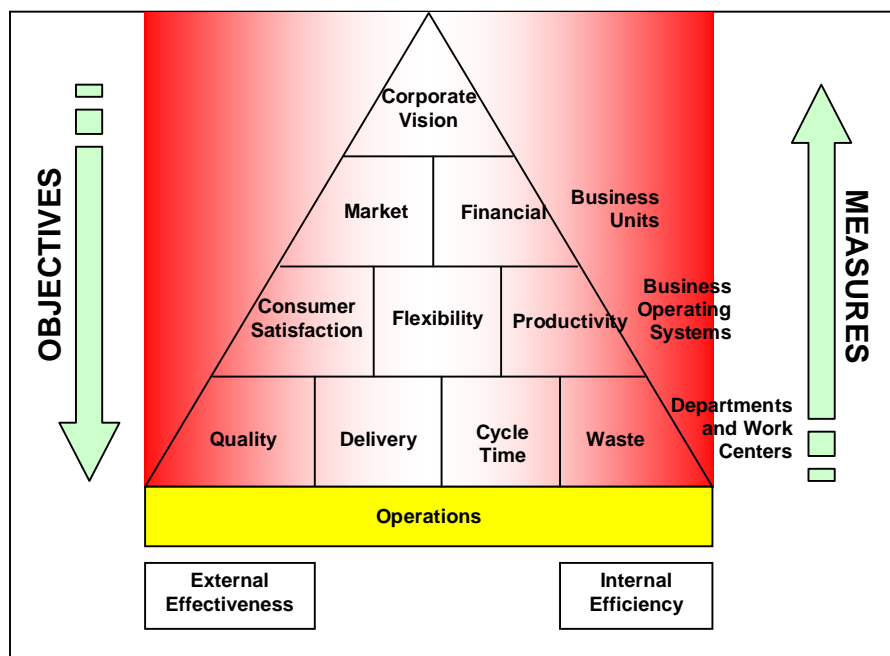 Corporate
Vision
Market
Financial
Business
Units
Consumer
Satisfaction
Flexibility
Productivity
Business
Operating
Systems
Quality
Delivery
Cycle
Time
Waste
Departments
and Work
Centers
Operations
External
Effectiveness
Internal
Efficiency
OBJECTIVES
MEASURES